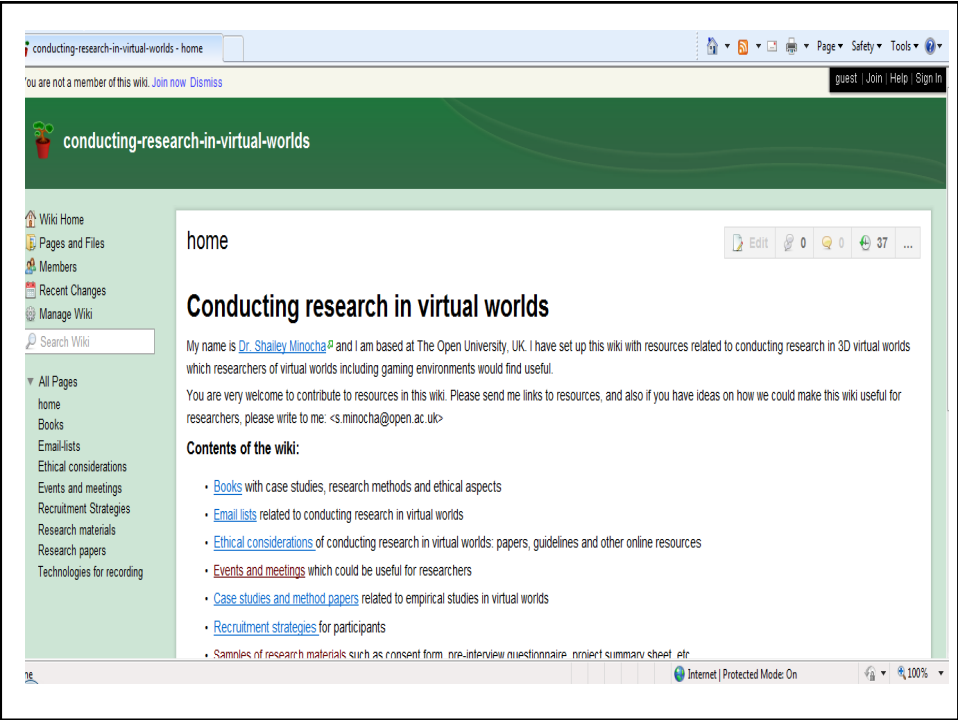 conducting-research-in-virtual-worlds - home
Page Safety Tools
You are not a member of this wiki. Join now Dismiss
guest | Join | Help | Sign In
conducting-research-in-virtual-worlds
Wiki Home
Pages and Files
Members
Recent Changes
Manage Wiki
Search Wiki
All Pages
home
Books
Email-lists
Ethical considerations
Events and meetings
Recruitment Strategies
Research materials
Research papers
Technologies for recording
home
Edit 0 0 37 ...
Conducting research in virtual worlds
My name is Dr. Shailey Minocha and I am based at The Open University, UK. I have set up this wiki with resources related to conducting research in 3D virtual worlds
which researchers of virtual worlds including gaming environments would find useful.
You are very welcome to contribute to resources in this wiki. Please send me links to resources, and also if you have ideas on how we could make this wiki useful for
researchers, please write to me: <s.minocha@open.ac.uk>
Contents of the wiki:
• Books with case studies, research methods and ethical aspects
• Email lists related to conducting research in virtual worlds
• Ethical considerations of conducting research in virtual worlds: papers, guidelines and other online resources
• Events and meetings which could be useful for researchers
• Case studies and method papers related to empirical studies in virtual worlds
• Recruitment strategies for participants
• Samples of research materials such as consent form, pre-interview questionnaire, project summary sheet, etc
Internet | Protected Mode: On
100%